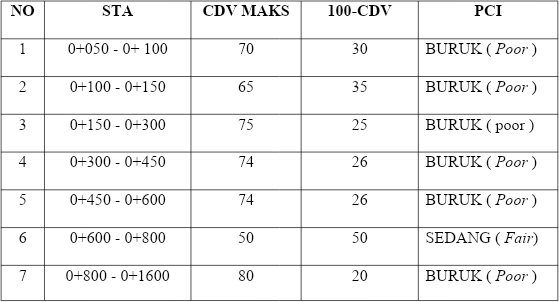 NO STA CDV MAKS 100-CDV PCI
1 0+050 - 0+ 100 70 30 BURUK ( Poor )
2 0+100 - 0+150 65 35 BURUK ( Poor )
3 0+150 - 0+300 75 25 BURUK ( poor )
4 0+300 - 0+450 74 26 BURUK ( Poor )
5 0+450 - 0+600 74 26 BURUK ( Poor )
6 0+600 - 0+800 50 50 SEDANG ( Fair)
7 0+800 - 0+1600 80 20 BURUK ( Poor )